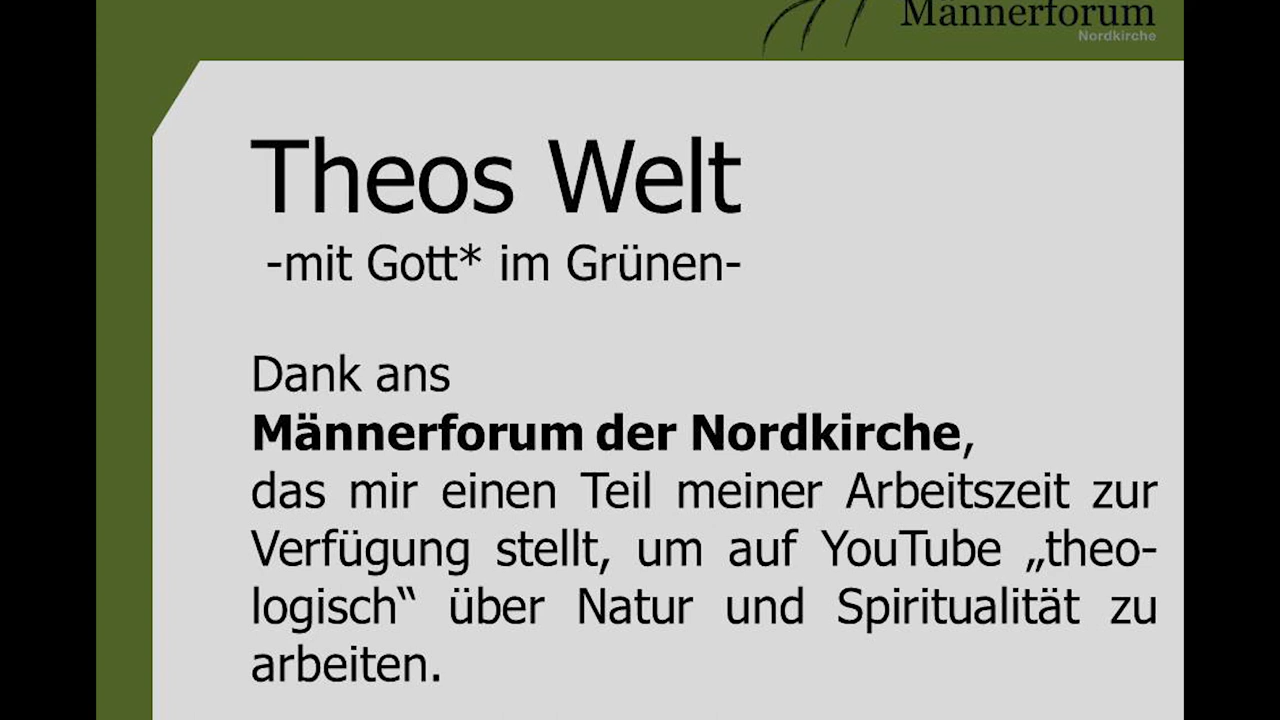 Männerforum
Nordkirche
Theos Welt
-mit Gott* im Grünen-
Dank ans
Männerforum der Nordkirche,
das mir einen Teil meiner Arbeitszeit zur
Verfügung stellt, um auf YouTube „theo-
logisch“ über Natur und Spiritualität zu
arbeiten.